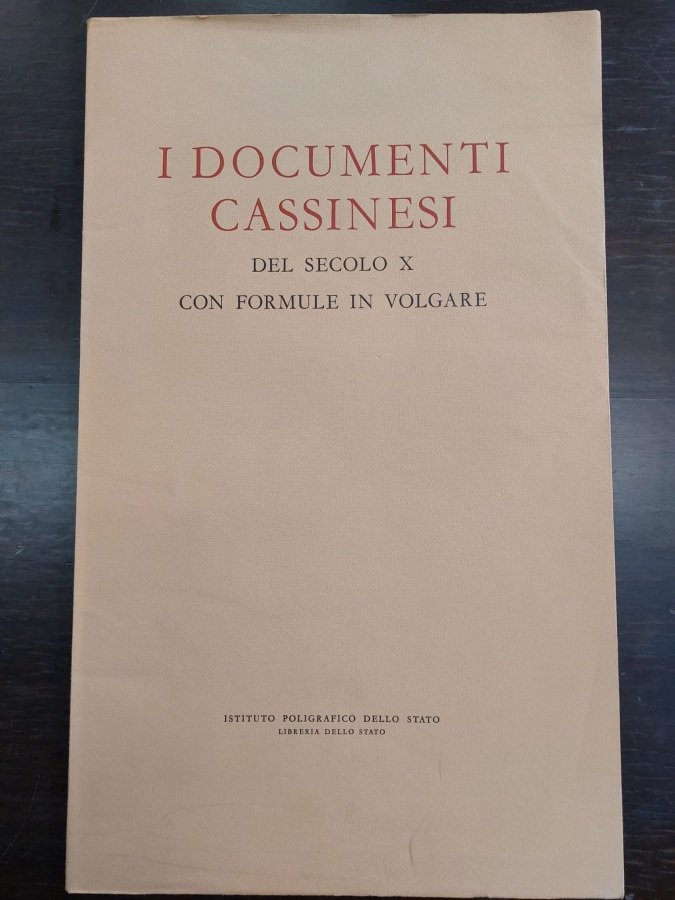 I DOCUMENTI
CASSINESI
DEL SECOLO X
CON FORMULE IN VOLGARE
ISTITUTO POLIGRAFICO DELLO STATO
LIBRERIA DELLO STATO